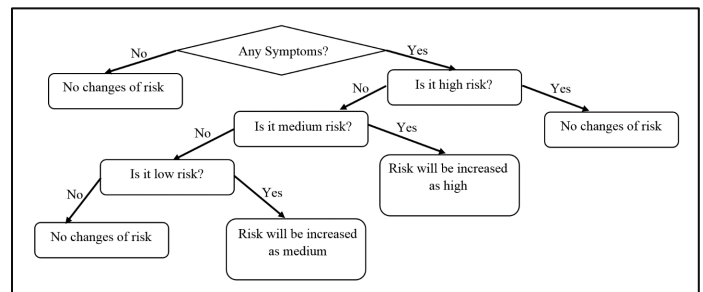 Any Symptoms?
No
Yes
No changes of risk
Is it high risk?
No
Yes
Is it medium risk?
No changes of risk
No
Yes
Is it low risk?
Risk will be increased
as high
No
Yes
No changes of risk
Risk will be increased
as medium